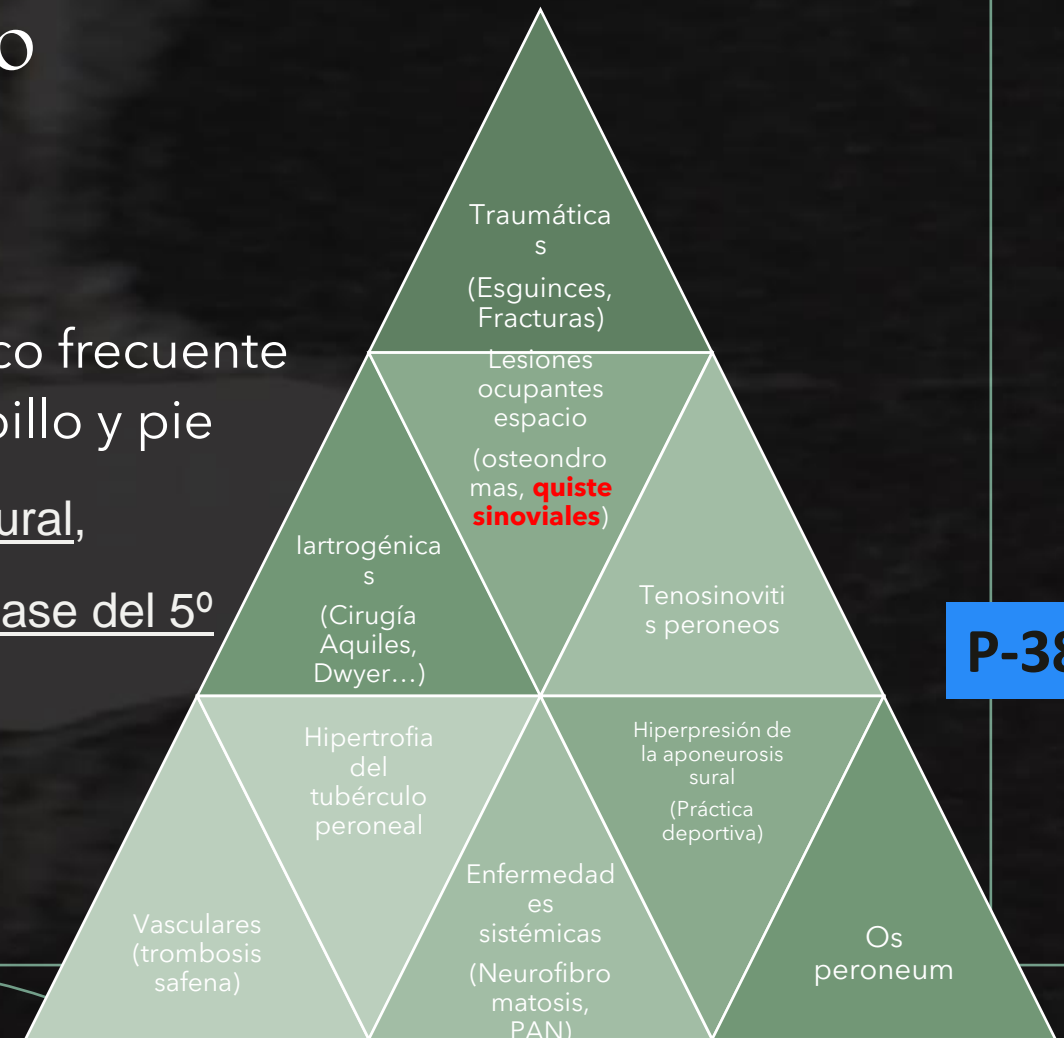 o
co frecuente
billo y pie
ural,
ase del 5º
Traumática
s
(Esguinces,
Fracturas)
Lesiones
ocupantes
espacio
(osteondro
mas, quiste
sinoviales)
Iartrogénica
s
(Cirugía
Aquiles,
Dwyer...)
Tenosinoviti
s peroneos
P-38
Hipertrofia
del
tubérculo
peroneal
Hiperpresión de
la aponeurosis
sural
(Práctica
deportiva)
Vasculares
(trombosis
safena)
Enfermedad
es
sistémicas
(Neurofibro
matosis,
PAN)
Os
peroneum